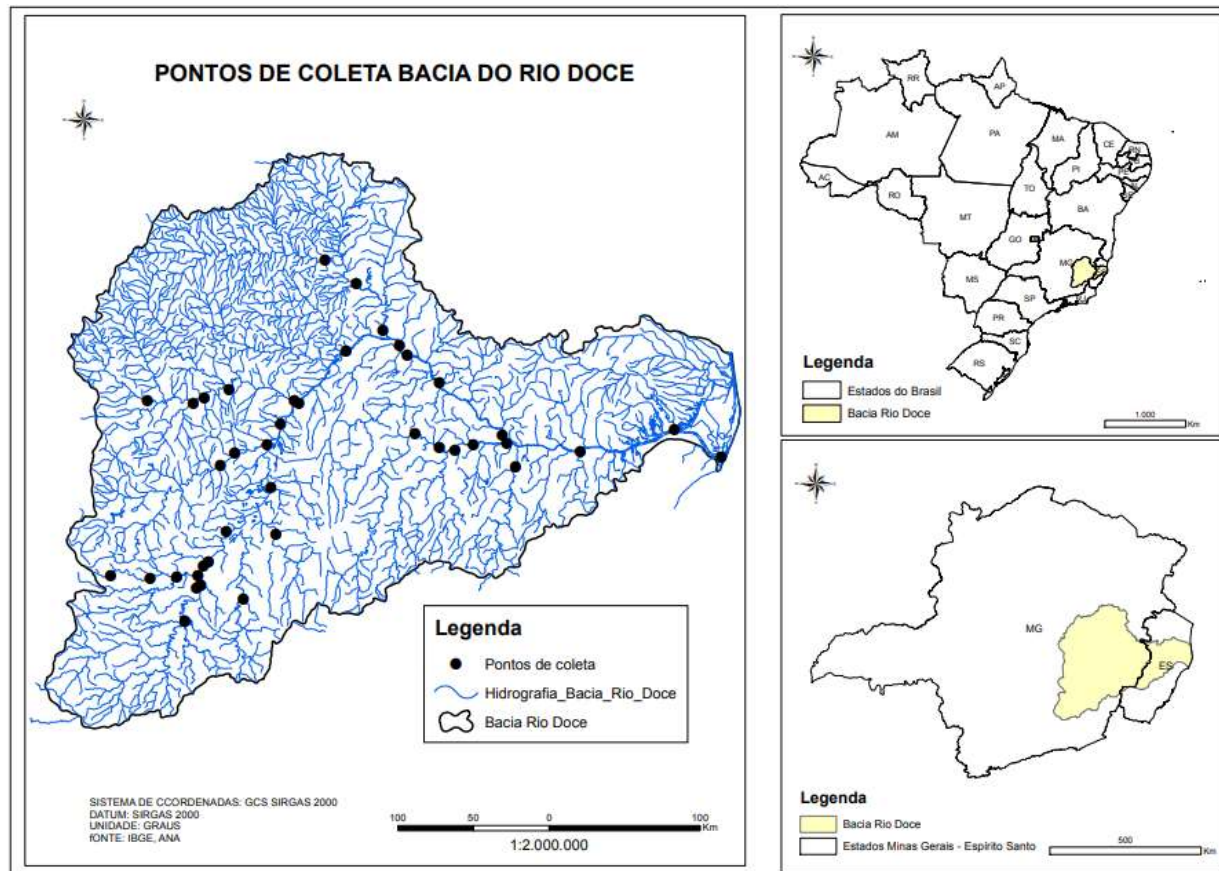 PONTOS DE COLETA BACIA DO RIO DOCE
Legenda
Pontos de coleta
Hidrografia_Bacia_Rio_Doce
Bacia Rio Doce
SISTEMA DE CCORDENADAS: GCS SIRGAS 2000
DATUM: SIRGAS 2000
UNIDADE: GRAUS
fONTE: IBGE, ANA
100 50 0 100
Km
1:2.000.000
RR
AP
AM
PA
MA
CE
RN
PI
AC
TO
RO
BA
MT
GO
MG
MS
SP
PR
SC
RS
Legenda
Estados do Brasil
Bacia Rio Doce
1.000
Km
MG
ES
Legenda
Bacia Rio Doce
Estados Minas Gerais - Espírito Santo
500
Km